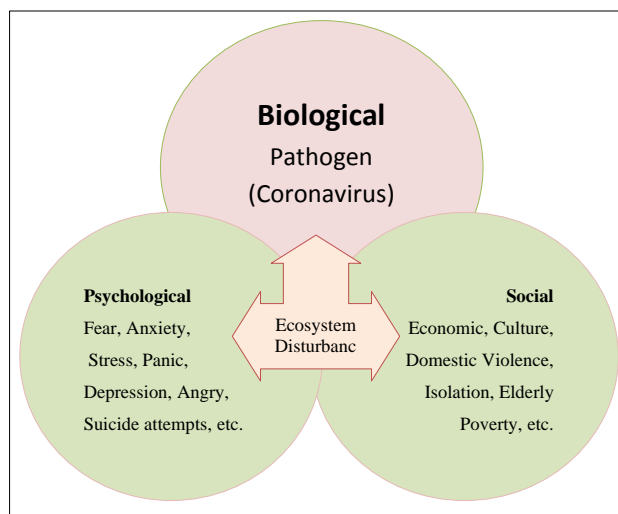 Biological
Pathogen
(Coronavirus)
Psychological
Fear, Anxiety,
Stress, Panic,
Depression, Angry,
Suicide attempts, etc.
Ecosystem
Disturbanc
Social
Economic, Culture,
Domestic Violence,
Isolation, Elderly
Poverty, etc.